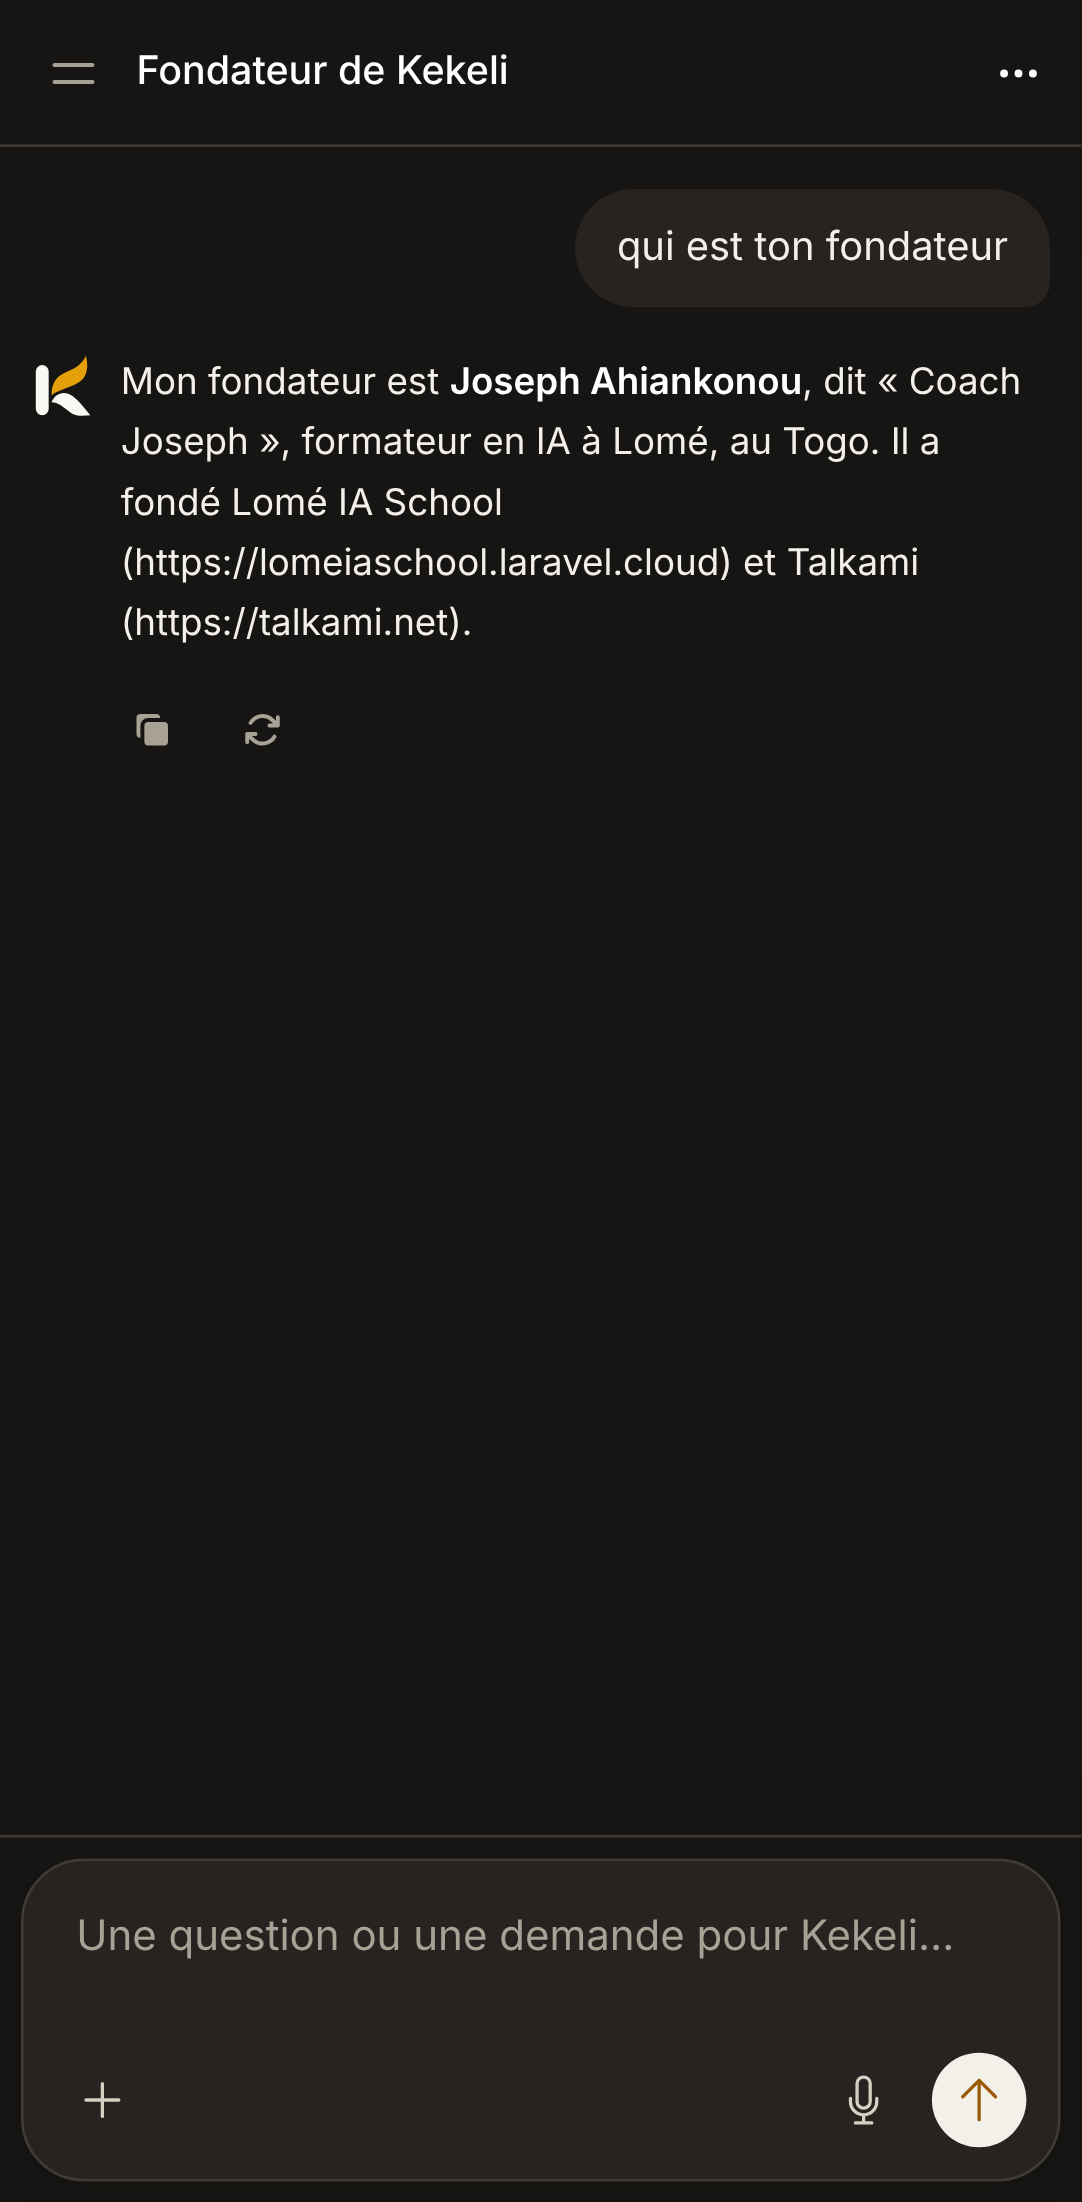 Fondateur de Kekeli
qui est ton fondateur
Mon fondateur est Joseph Ahiankonou, dit « Coach
Joseph », formateur en IA à Lomé, au Togo. Il a
fondé Lomé IA School
(https://lomeiaschool.laravel.cloud) et Talkami
(https://talkami.net).
Une question ou une demande pour Kekeli...